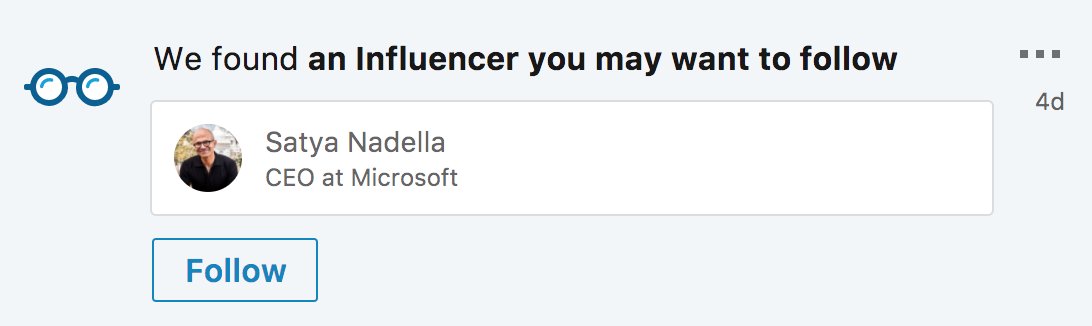 We found an Influencer you may want to follow
4d
Satya Nadella
CEO at Microsoft
Follow